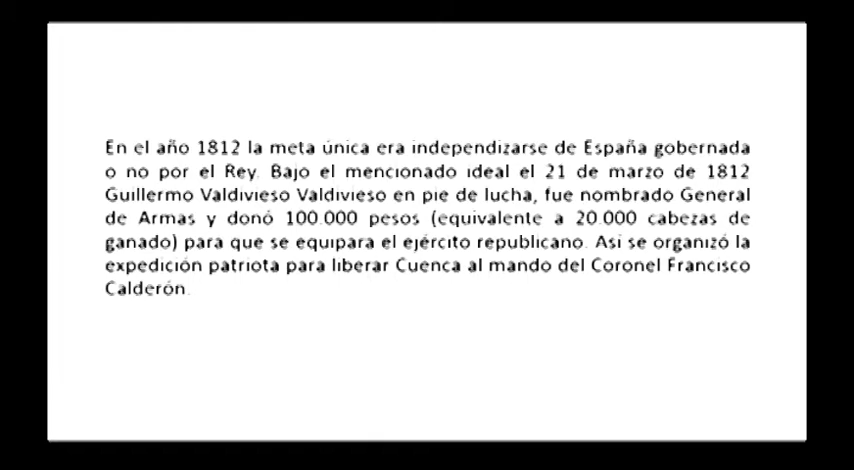 En el año 1812 la meta única era independizarse de España gobernada
o no por el Rey. Bajo el mencionado ideal el 21 de marzo de 1812
Guillermo Valdivieso Valdivieso en pie de lucha, fue nombrado General
de Armas y donó 100.000 pesos (equivalente a 20.000 cabezas de
ganado) para que se equipara el ejército republicano. Asi se organizó la
expedición patriota para liberar Cuenca al mando del Coronel Francisco
Calderón.